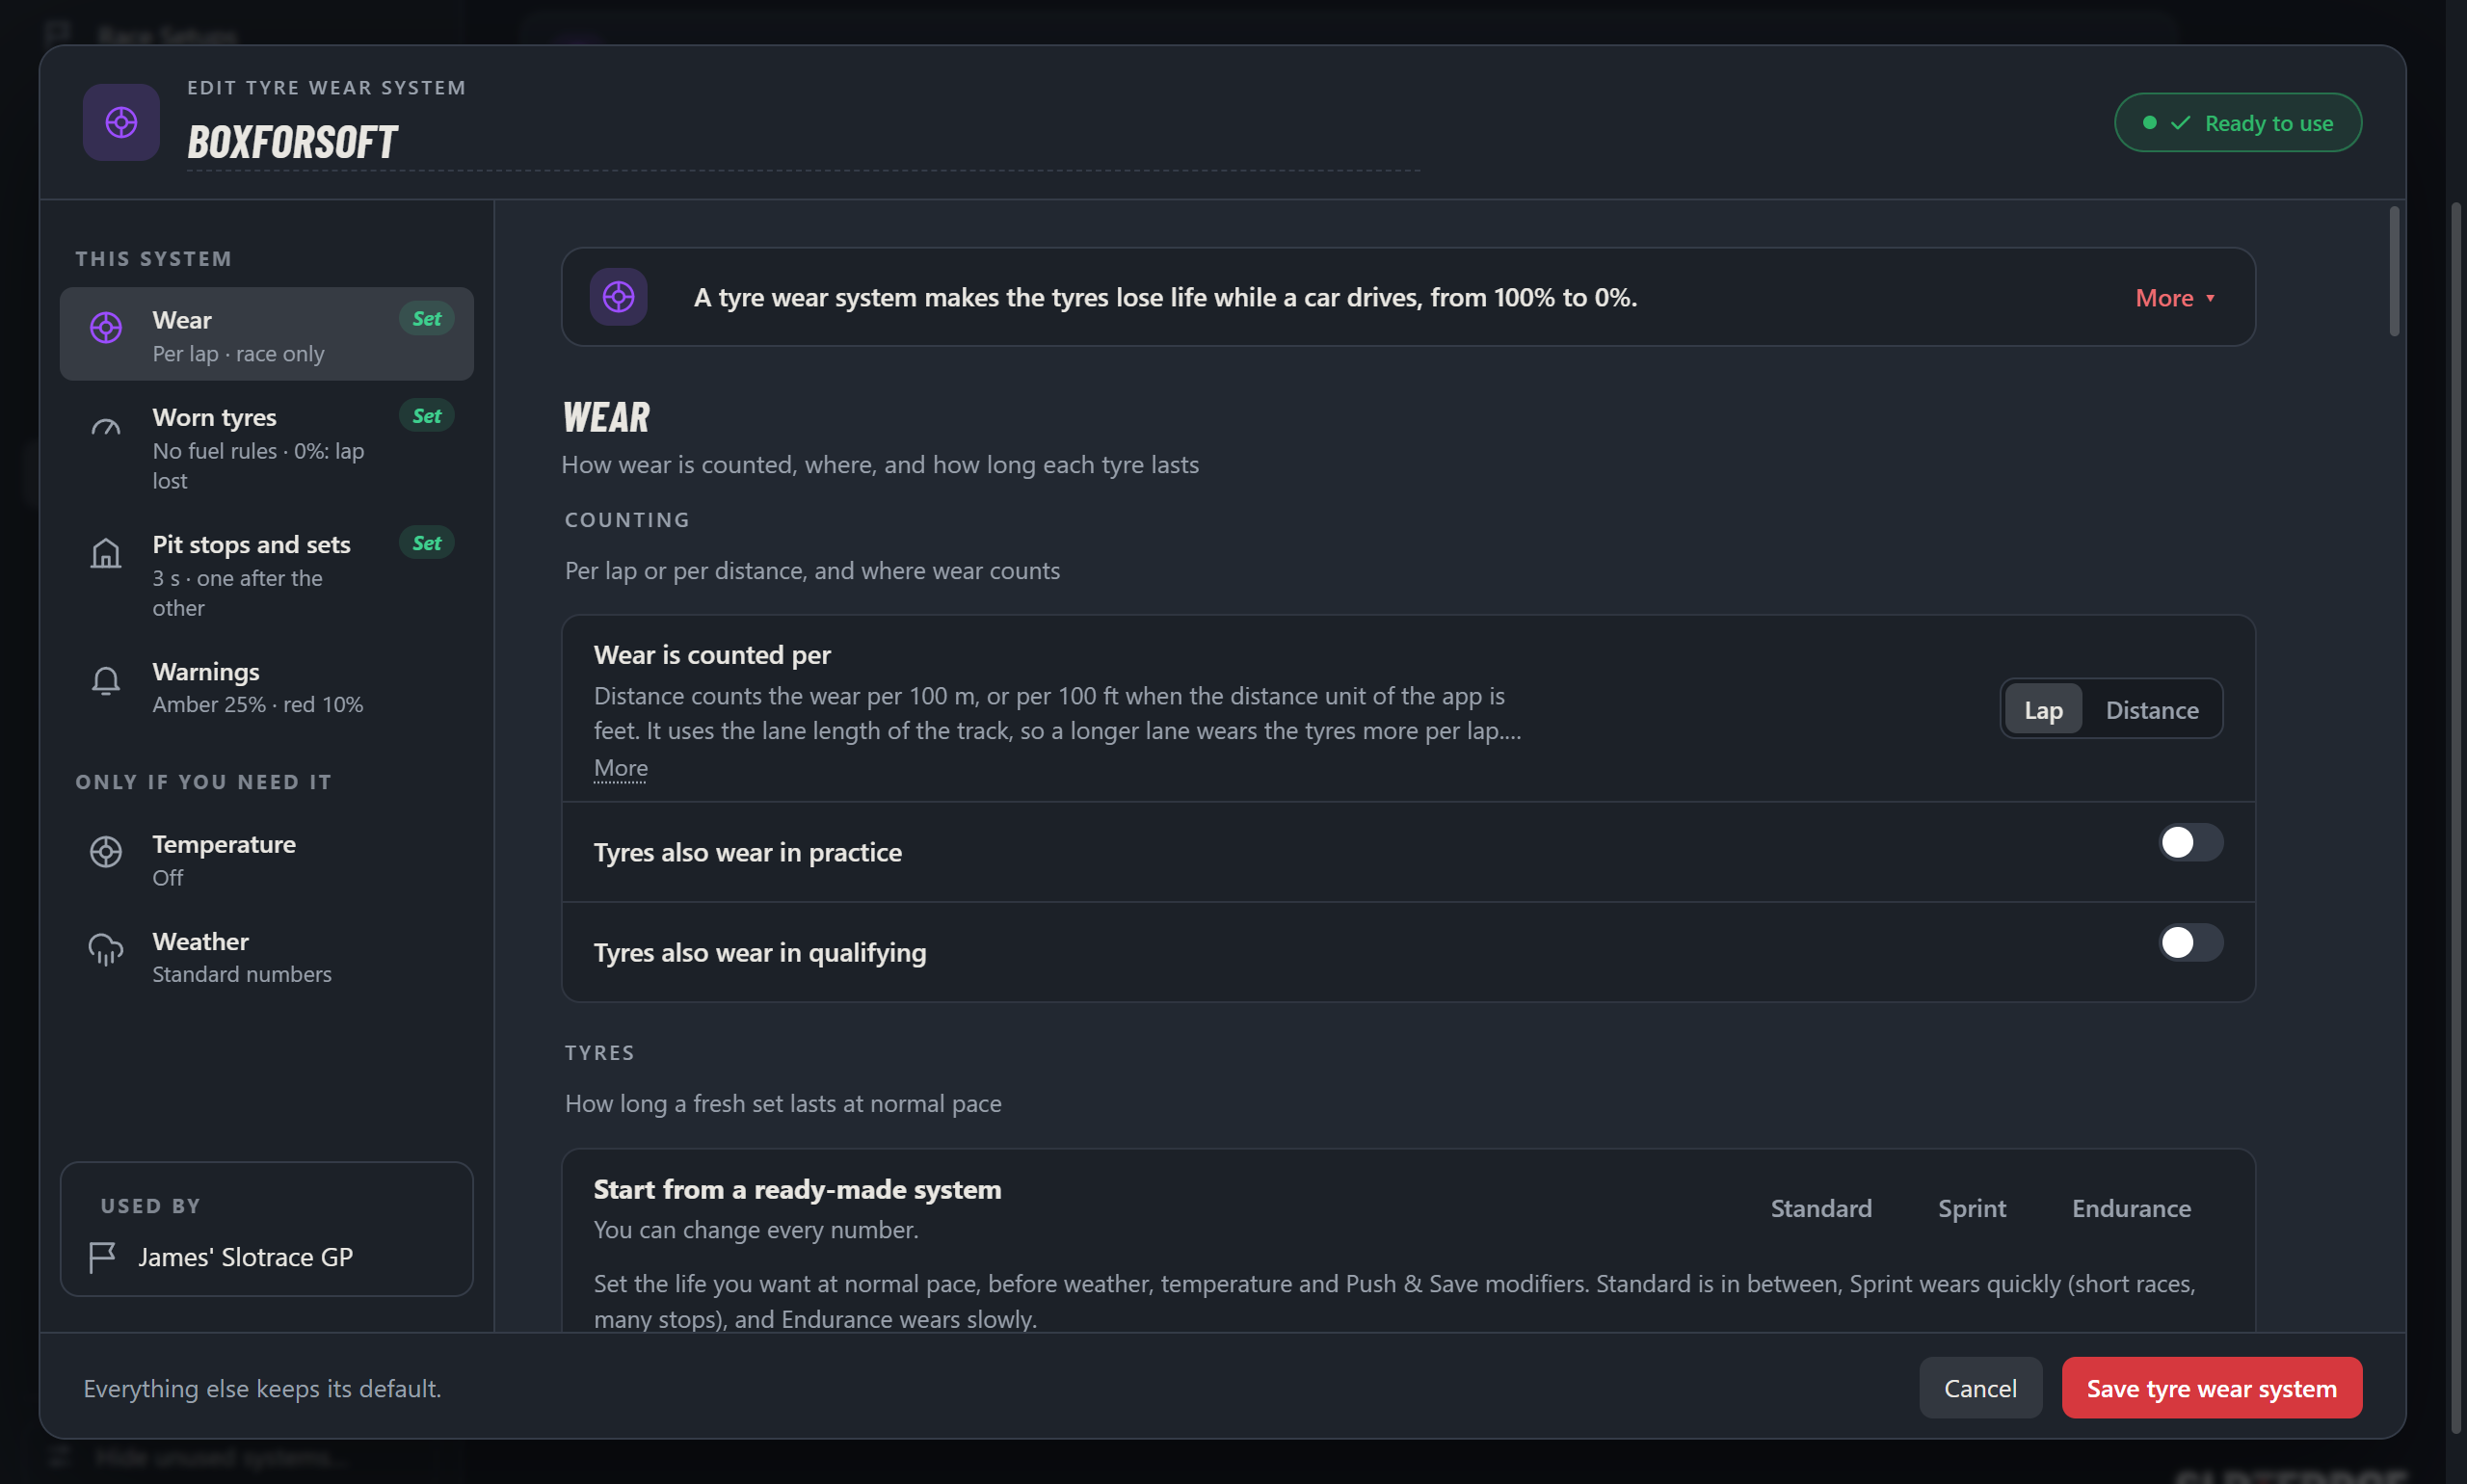 Race Setups
EDIT TYRE WEAR SYSTEM
BOXFORSOFT
Ready to use
THIS SYSTEM
Wear
Set
Per lap · race only
Worn tyres
Set
No fuel rules · 0%: lap
lost
Pit stops and sets
Set
3 s · one after the
other
Warnings
Amber 25% · red 10%
ONLY IF YOU NEED IT
Temperature
Off
Weather
Standard numbers
USED BY
James' Slotrace GP
A tyre wear system makes the tyres lose life while a car drives, from 100% to 0%.
More
WEAR
How wear is counted, where, and how long each tyre lasts
COUNTING
Per lap or per distance, and where wear counts
Wear is counted per
Distance counts the wear per 100 m, or per 100 ft when the distance unit of the app is
feet. It uses the lane length of the track, so a longer lane wears the tyres more per lap....
More
Lap
Distance
Tyres also wear in practice
Tyres also wear in qualifying
TYRES
How long a fresh set lasts at normal pace
Start from a ready-made system
You can change every number.
Standard
Sprint
Endurance
Set the life you want at normal pace, before weather, temperature and Push & Save modifiers. Standard is in between, Sprint wears quickly (short races,
many stops), and Endurance wears slowly.
Everything else keeps its default.
Cancel
Save tyre wear system
Hide unused systems...